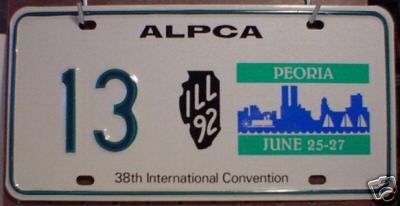 ALPCA
13
ILL
92
PEORIA
JUNE 25-27
38th International Convention